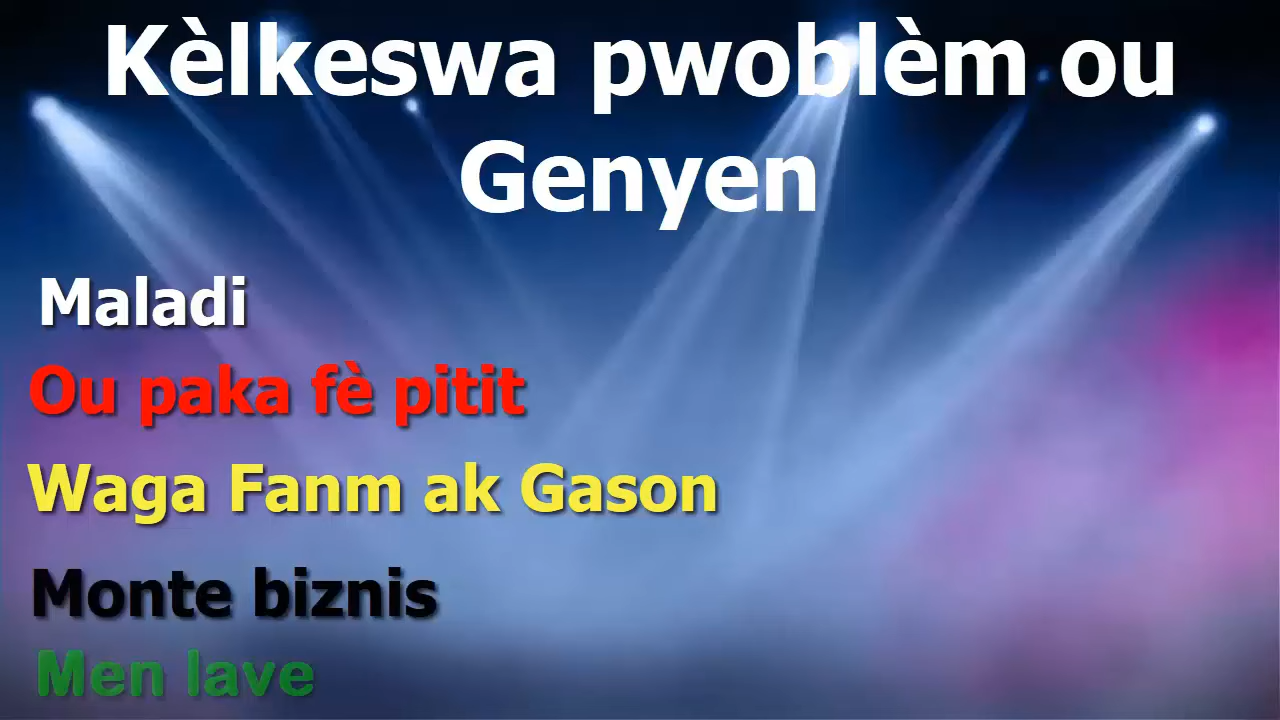 Kèlkeswa pwoblèm ou
Genyen
Maladi
Ou paka fè pitit
Waga Fanm ak Gason
Monte biznis
Men lave